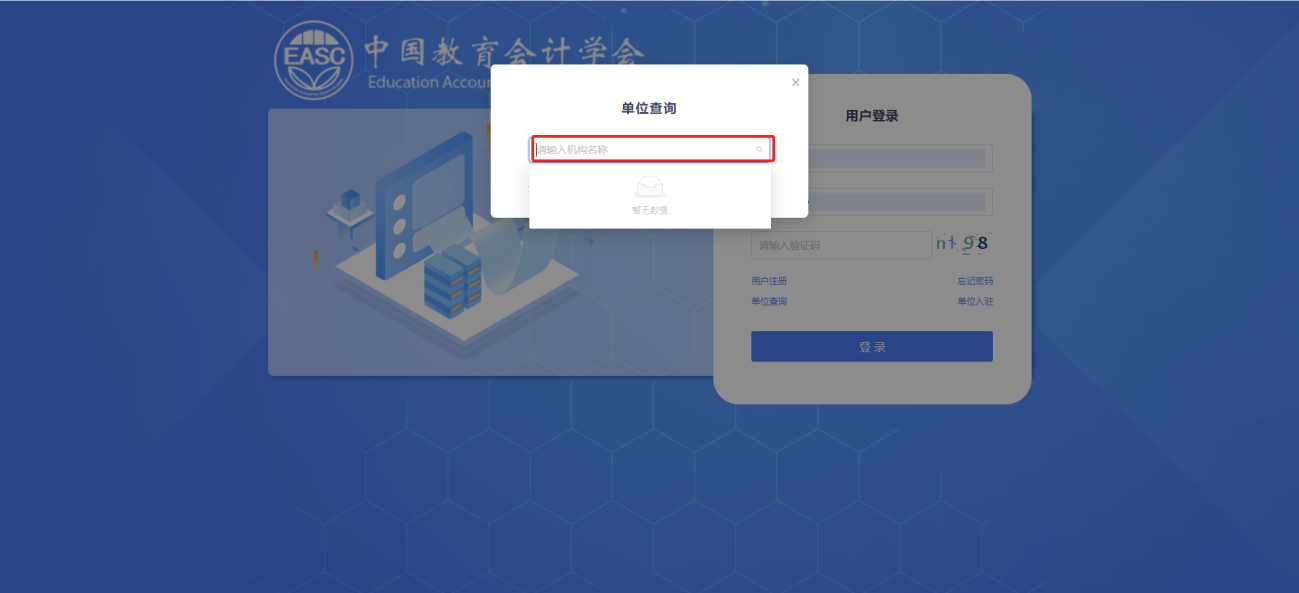 EASC
中国教育会计学会
Education Accoun
单位查询
请输入机构名称
暂无数据
用户登录
请输入验证码
用户注册
忘记密码
单位查询
单位入驻
登 录